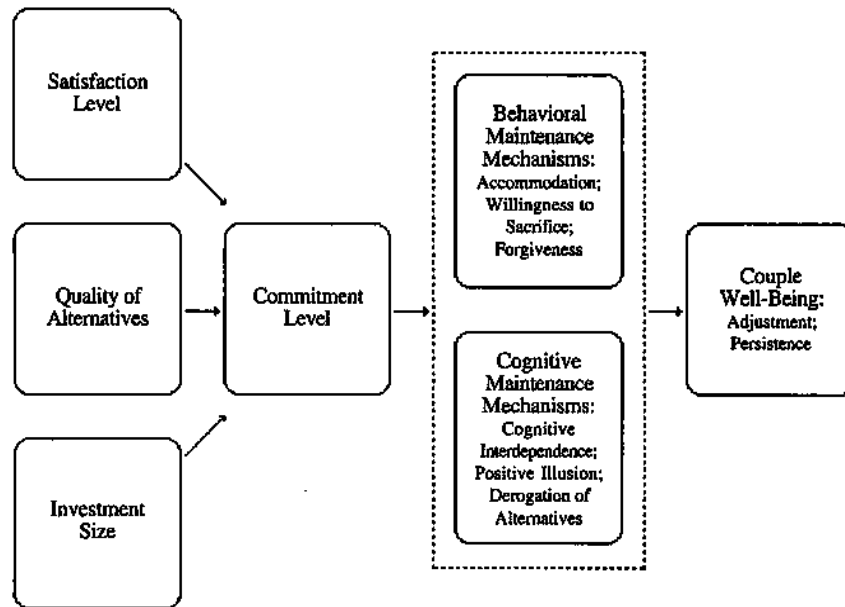 Satisfaction
Level
Quality of
Alternatives
Investment
Size
Commitment
Level
Behavioral
Maintenance
Mechanisms:
Accommodation;
Willingness to
Sacrifice;
Forgiveness
Cognitive
Maintenance
Mechanisms:
Cognitive
Interdependence;
Positive Illusion;
Derogation of
Alternatives
Couple
Well-Being:
Adjustment;
Persistence